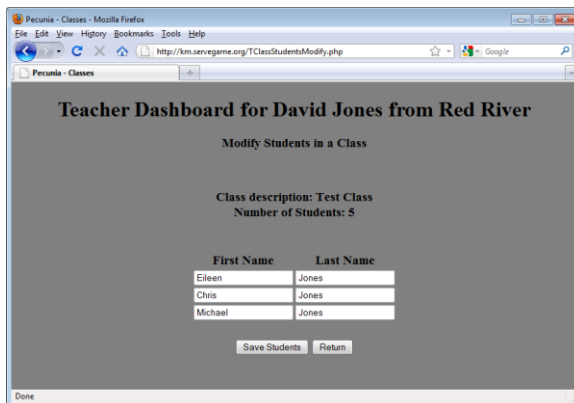 Pecunia - Classes - Mozilla Firefox
File Edit View History Bookmarks Tools Help
http://km.servegame.org/TClassStudentsModify.php
Google
Pecunia - Classes
Teacher Dashboard for David Jones from Red River
Modify Students in a Class
Class description: Test Class
Number of Students: 5
First Name Last Name
Eileen Jones
Chris Jones
Michael Jones
Save Students Return
Done